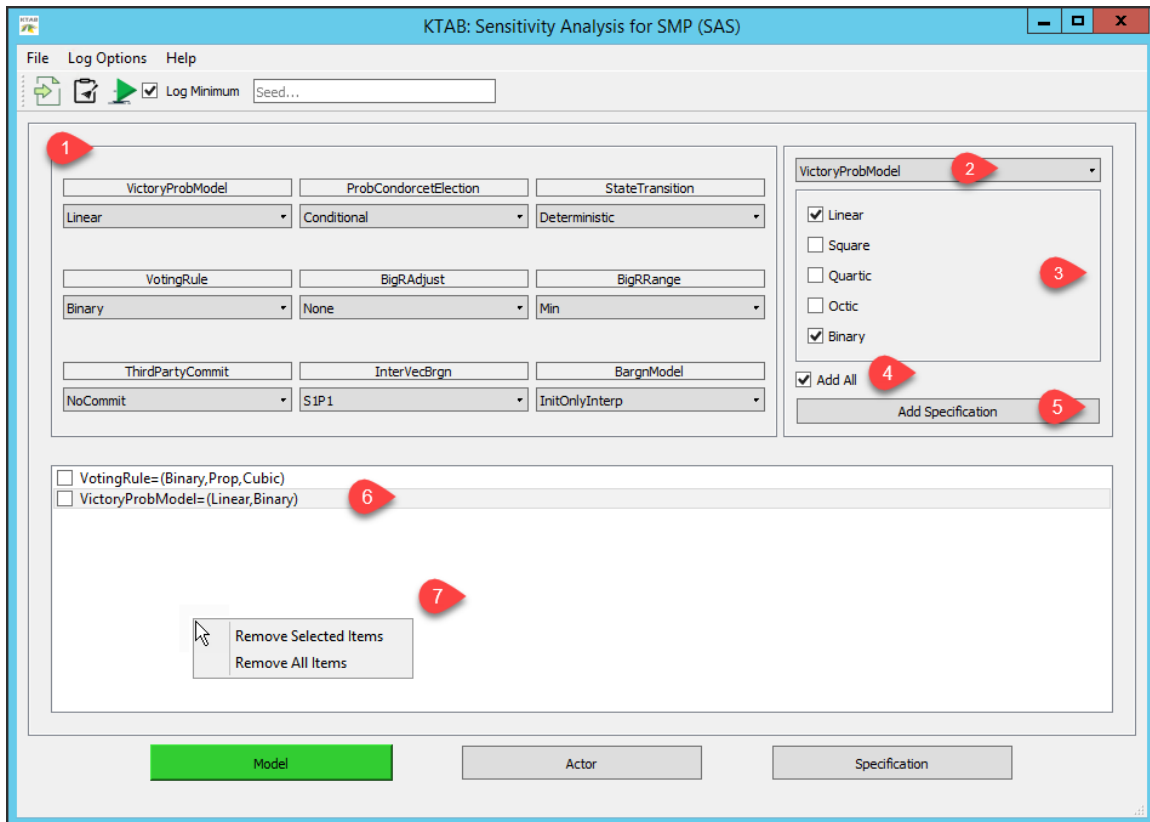 KTAB
KTAB: Sensitivity Analysis for SMP (SAS)
File Log Options Help
Log Minimum Seed...
1
VictoryProbModel ProbCondorcetElection StateTransition
Linear Conditional Deterministic
VotingRule BigRAdjust BigRRange
Binary None Min
ThirdPartyCommit InterVecBrgn BargnModel
NoCommit S1P1 InitOnlyInterp
VictoryProbModel 2
Linear
Square
Quartic 3
Octic
Binary
Add All 4
Add Specification 5
VotingRule=(Binary,Prop,Cubic)
VictoryProbModel=(Linear,Binary) 6
7
Remove Selected Items
Remove All Items
Model Actor Specification